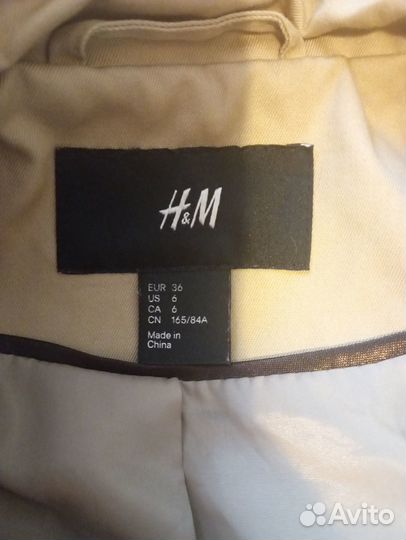 H&M
EUR 36
US 6
CA 6
CN 165/84A
Made in
China
Avito